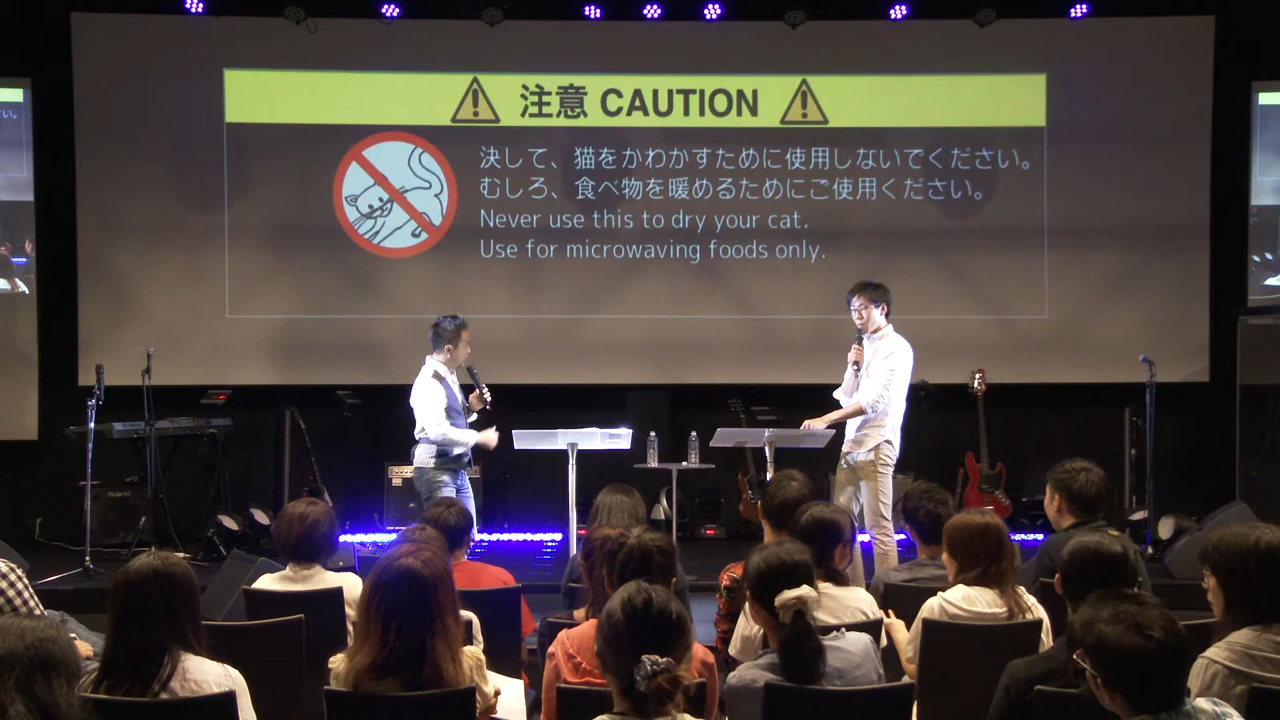 注意 CAUTION
決して、猫をかわかすために使用しないでください。
むしろ、食べ物を暖めるためにご使用ください。
Never use this to dry your cat.
Use for microwaving foods only.
い。